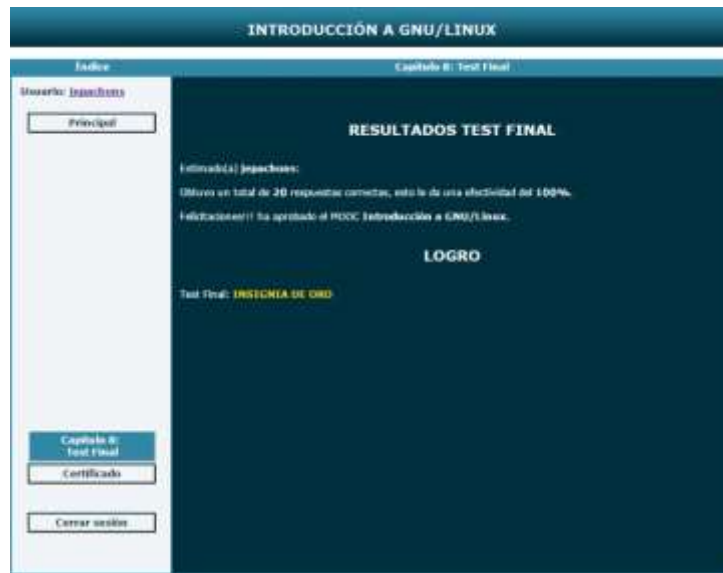 INTRODUCCIÓN A GNU/LINUX
Índice
Capítulo 8: Test Final
Usuario: jepachues
Principal
RESULTADOS TEST FINAL
Estimado(a) jepachues:
Obtuvo un total de 20 respuestas correctas, esto le da una efectividad del 100%.
Felicitaciones!!! ha aprobado el MOOC Introducción a GNU/Linux.
LOGRO
Test Final: INSIGNIA DE ORO
Capítulo 8:
Test Final
Certificado
Cerrar sesión